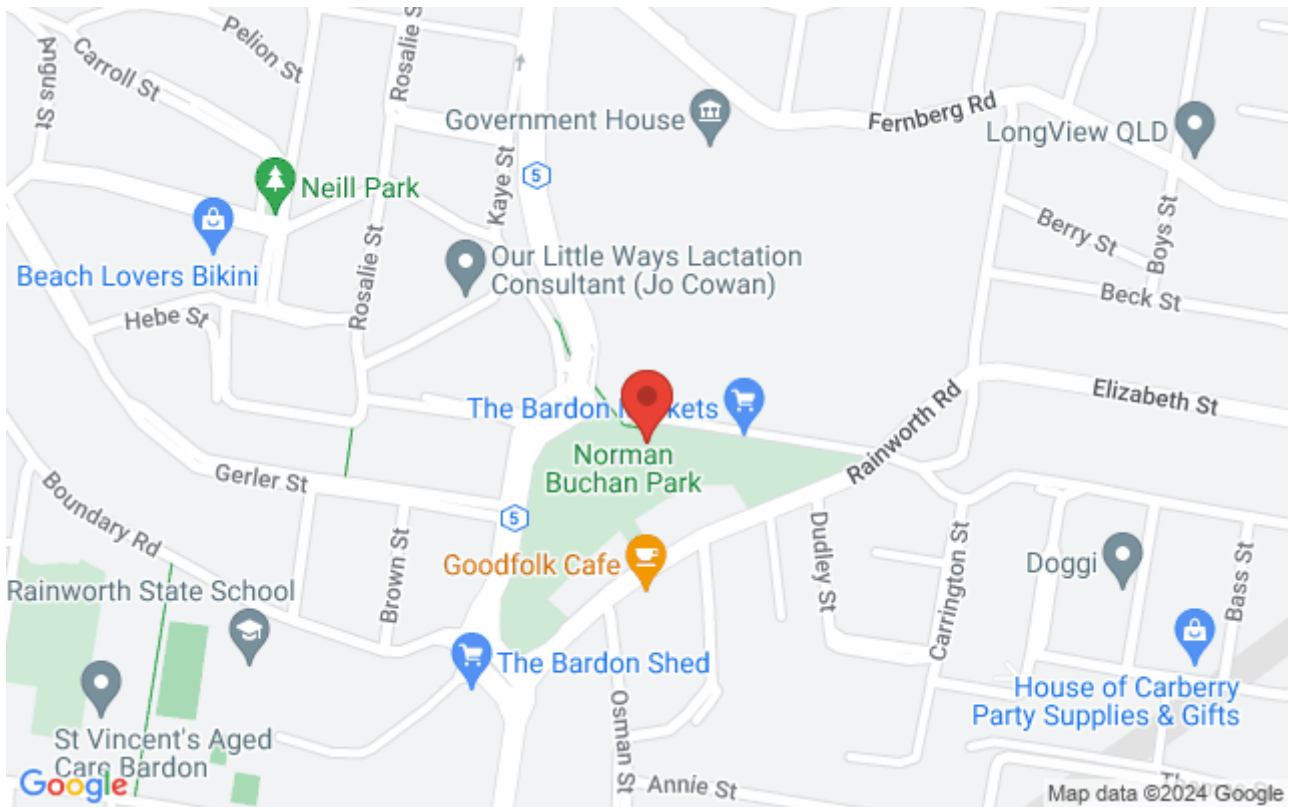 Pelion St
Rosalie St
Carroll St
Angus St
Government House
Fernberg Rd
LongView QLD
5
Kaye St
Neill Park
Boys St
Berry St
Beach Lovers Bikini
Our Little Ways Lactation
Consultant (Jo Cowan)
Rosalie St
Beck St
Hebe St
The Bardon Markets
Elizabeth St
Rainworth Rd
Norman
Buchan Park
Gerler St
5
Boundary Rd
Brown St
Goodfolk Cafe
Dudley St
Carrington St
Doggi
Bass St
Rainworth State School
The Bardon Shed
House of Carberry
Party Supplies & Gifts
Osman St
St Vincent's Aged
Care Bardon
Annie St
Google
Map data ©2024 Google